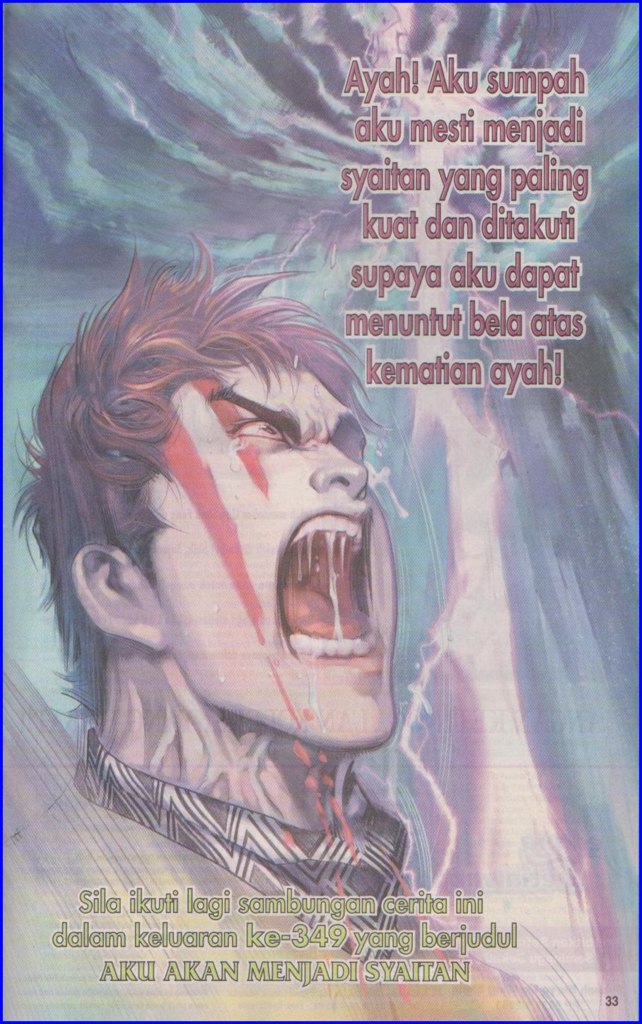 Ayah! Aku sumpah
aku mesti menjadi
syaitan yang paling
kuat dan ditakuti
supaya aku dapat
menuntut bela atas
kematian ayah!
Sila ikuti lagi sambungan cerita ini
dalam keluaran ke-349 yang berjudul
AKU AKAN MENJADI SYAITAN
33